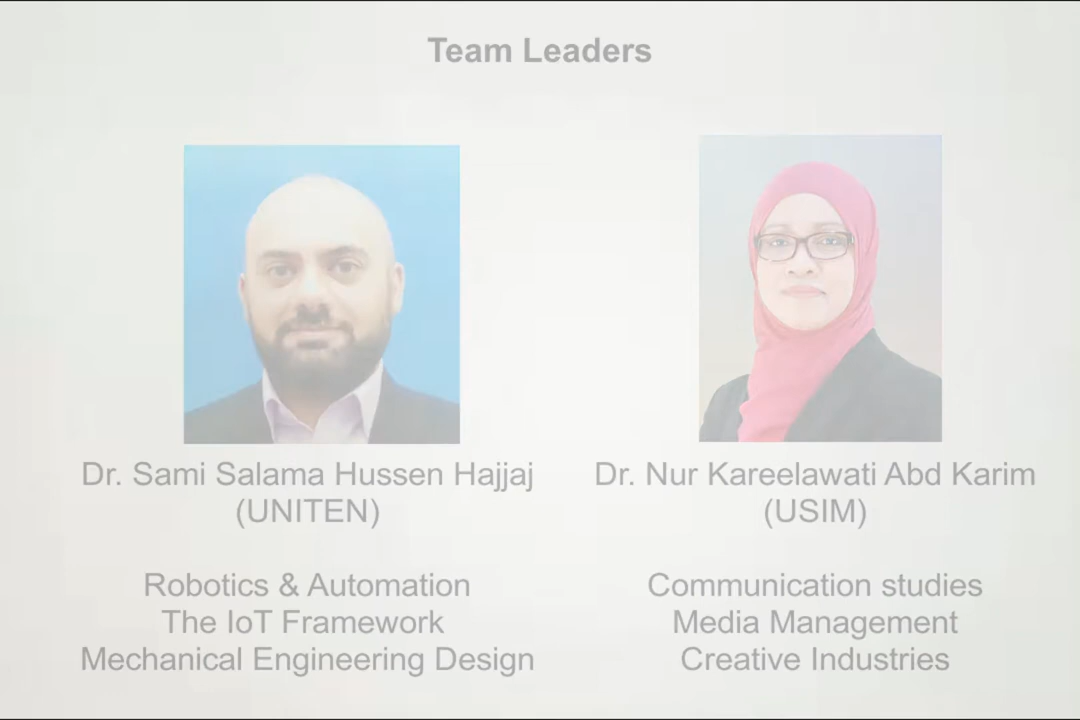 Team Leaders
Dr. Sami Salama Hussen Hajjaj
(UNITEN)
Robotics & Automation
The IoT Framework
Mechanical Engineering Design
Dr. Nur Kareelawati Abd Karim
(USIM)
Communication studies
Media Management
Creative Industries